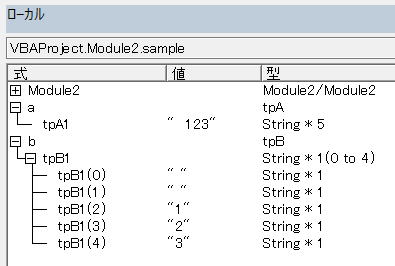 ﾛｰｶﾙ
VBAProject.Module2.sample
式 値 型
Module2 Module2/Module2
a tpA
tpA1 "  123" String * 5
b tpB
tpB1 String * 1(0 to 4)
tpB1(0) " " String * 1
tpB1(1) " " String * 1
tpB1(2) "1" String * 1
tpB1(3) "2" String * 1
tpB1(4) "3" String * 1